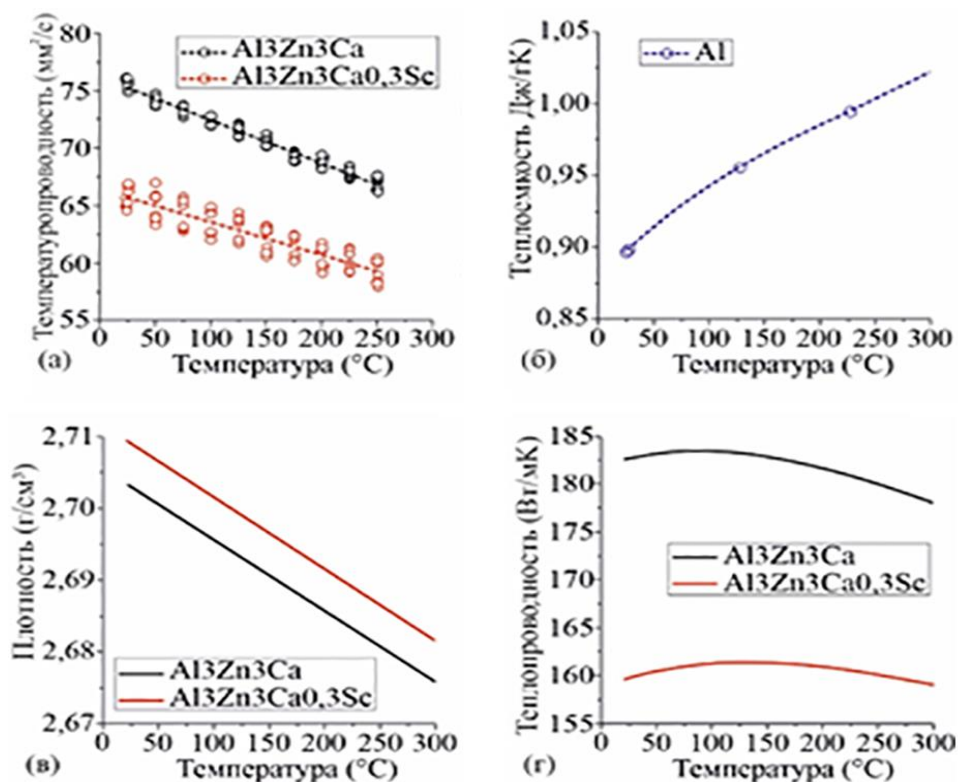 Температуропроводность (мм²/с)
80
75
70
65
60
55
Al3Zn3Ca
Al3Zn3Ca0,3Sc
0 50 100 150 200 250 300
(а) Температура (°C)
Теплоемкость Дж/гК
1,05
1,00
0,95
0,90
0,85
Al
0 50 100 150 200 250 300
(б) Температура (°C)
Плотность (г/см³)
2,71
2,70
2,69
2,68
2,67
Al3Zn3Ca
Al3Zn3Ca0,3Sc
0 50 100 150 200 250 300
(в) Температура (°C)
Теплопроводность (Вт/мК)
185
180
175
170
165
160
155
Al3Zn3Ca
Al3Zn3Ca0,3Sc
0 50 100 150 200 250 300
(г) Температура (°C)